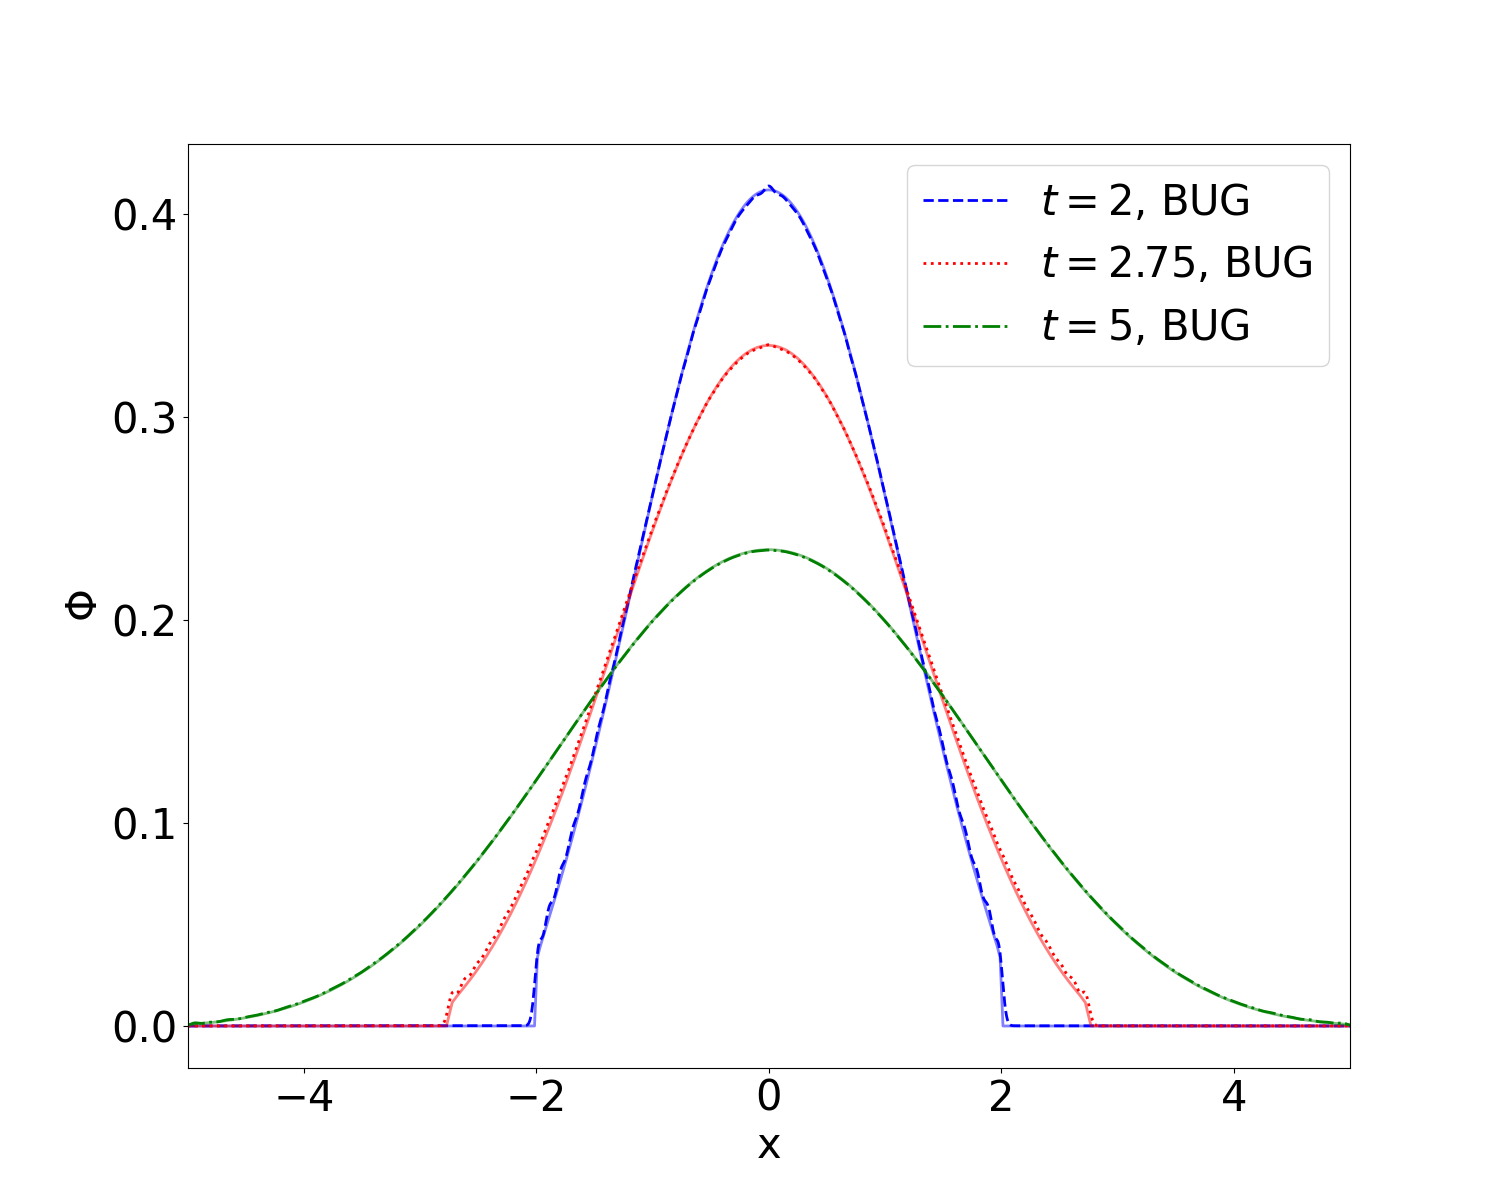 t = 2, BUG
t = 2.75, BUG
t = 5, BUG
0.4
0.3
0.2
0.1
0.0
Φ
−4 −2 0 2 4
x